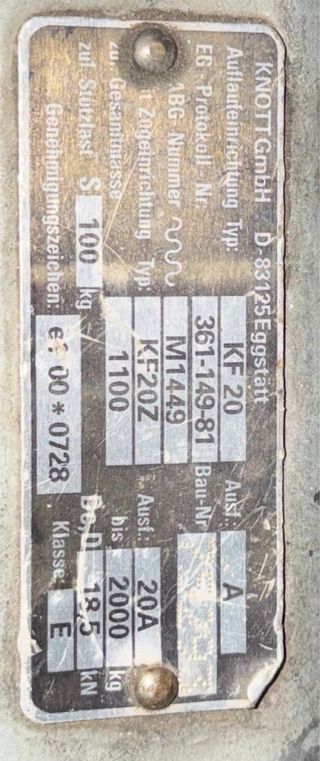 KNOTT GmbH D-83125 Eggstätt
Auflaufeinrichtung Typ: KF 20 Ausf.: A
EG-Protokoll-Nr. 361-149-81 Bau-Nr
ABG-Nummer M1449
Zugeinrichtung Typ: KF20Z Ausf.: 20A
zul. Gesamtmasse 1100 bis 2000 kg
zul. Stützlast S 100 kg Dc, D 18,5 kN
Genehmigungszeichen: 00*0728 Klasse: E